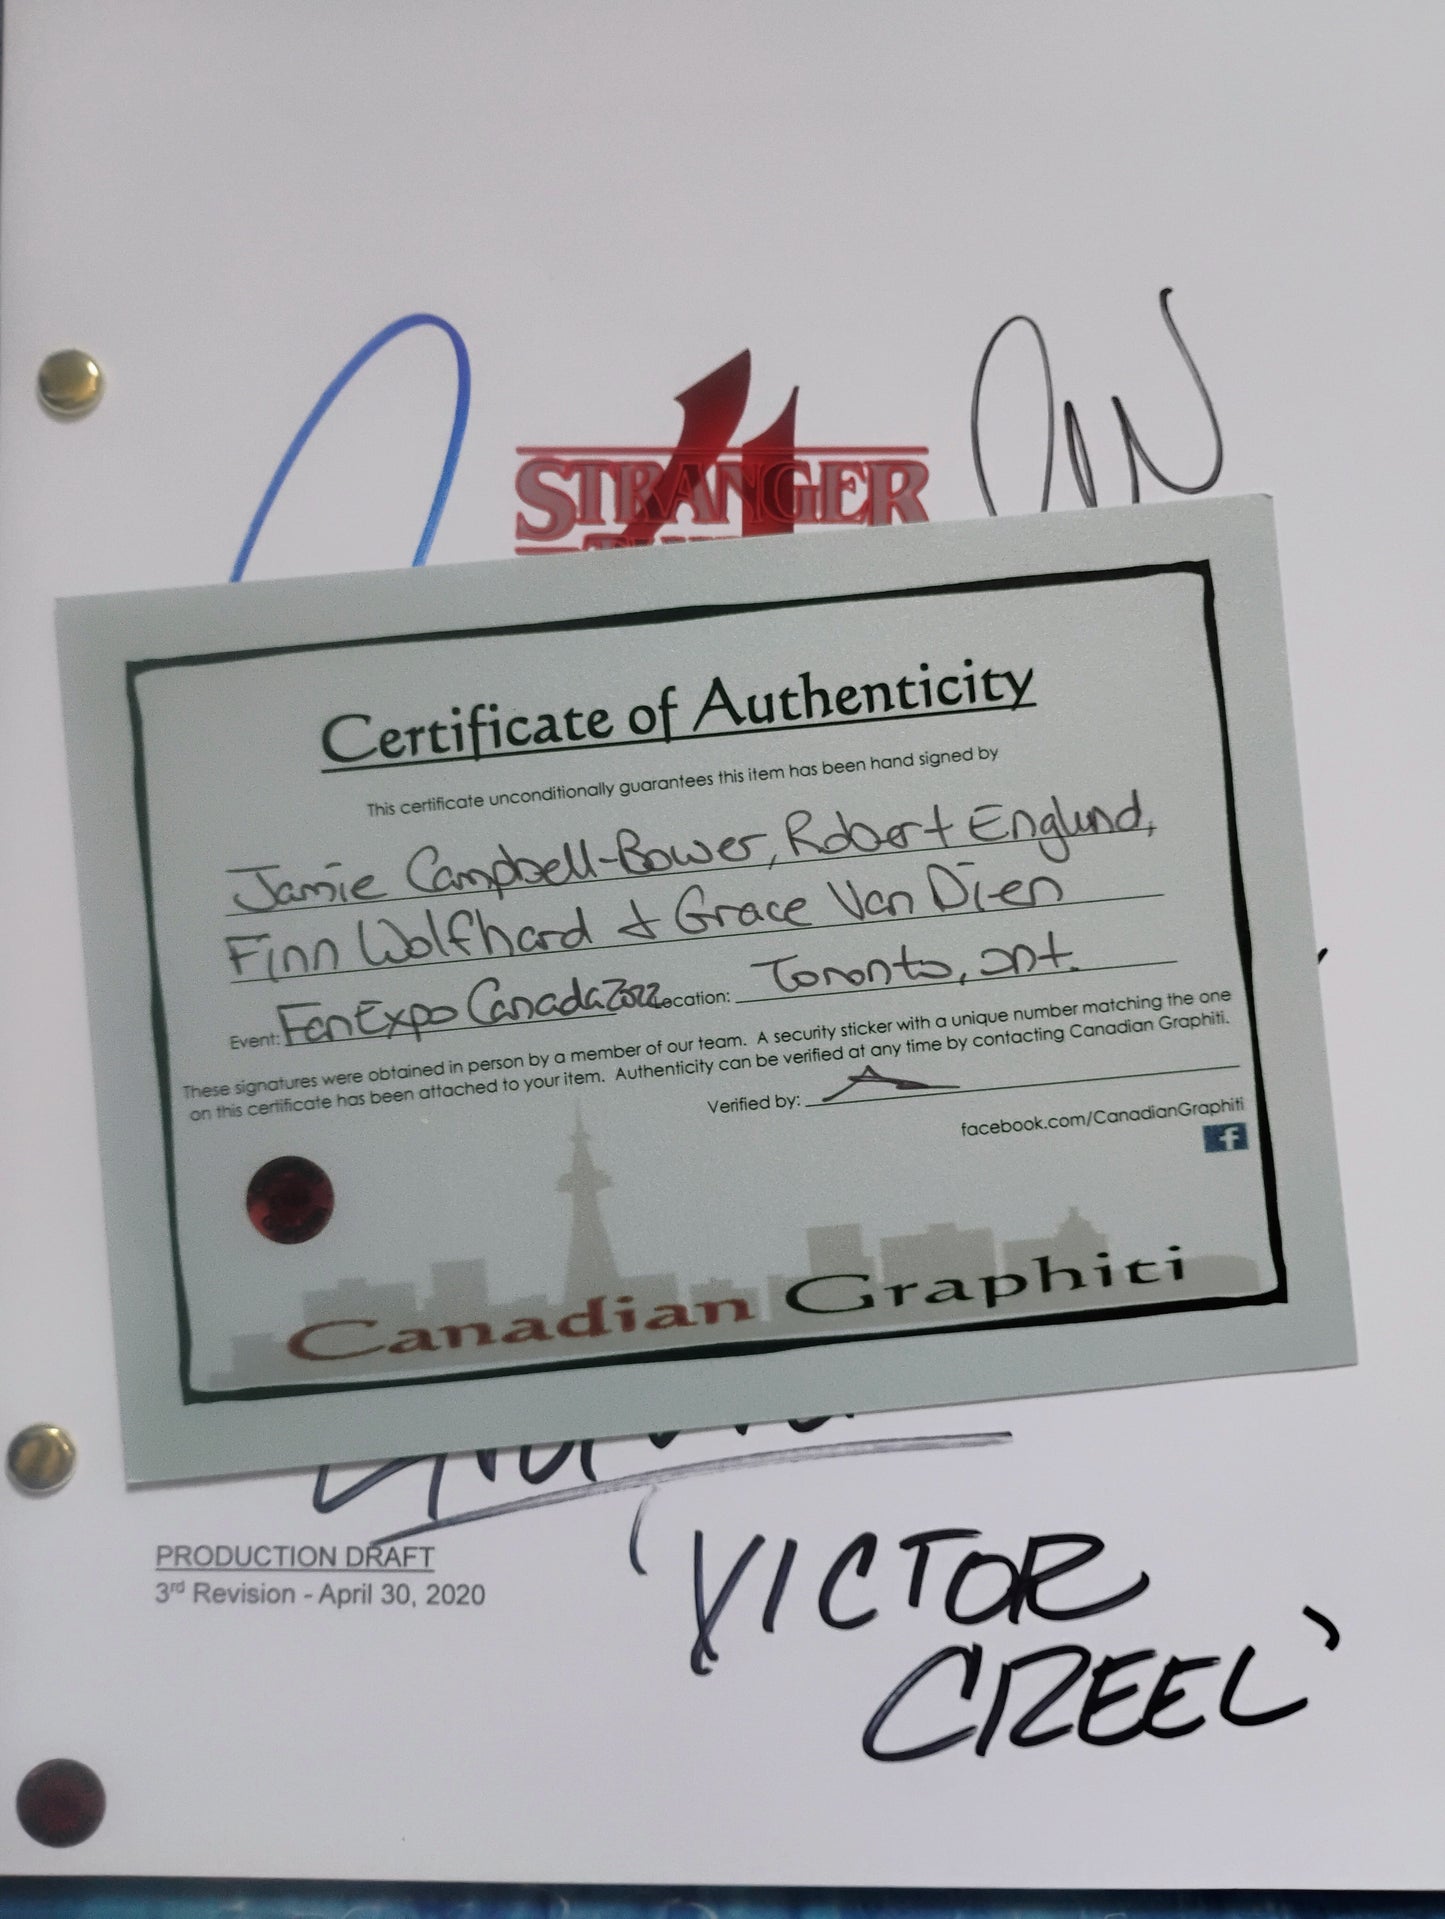 STRANGER
Certificate of Authenticity
This certificate unconditionally guarantees this item has been hand signed by
Jamie Campbell-Bower, Robert Englund,
Finn Wolfhard & Grace Van Dien
Event: FanExpo Canada 2022 Location: Toronto, Ont.
These signatures were obtained in person by a member of our team. A security sticker with a unique number matching the one
on this certificate has been attached to your item. Authenticity can be verified at any time by contacting Canadian Graphiti.
Verified by:
facebook.com/CanadianGraphiti
f
Canadian Graphiti
PRODUCTION DRAFT
3rd Revision - April 30, 2020
'VICTOR
CREEL'